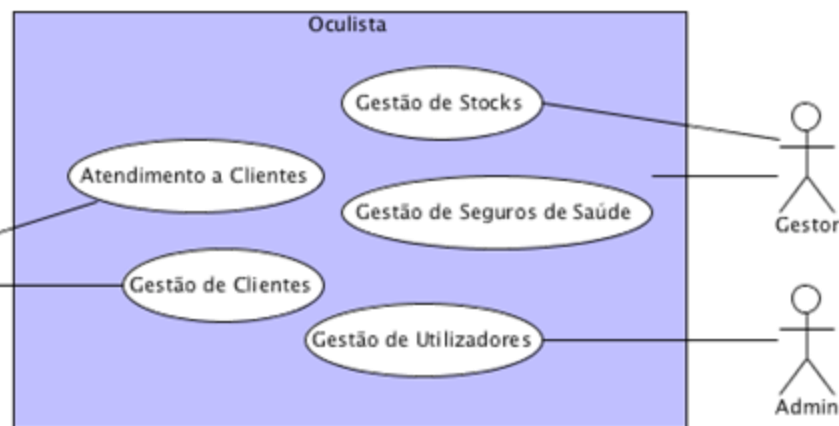 Oculista
Gestão de Stocks
Atendimento a Clientes
Gestão de Seguros de Saúde
Gestor
Gestão de Clientes
Gestão de Utilizadores
Admin